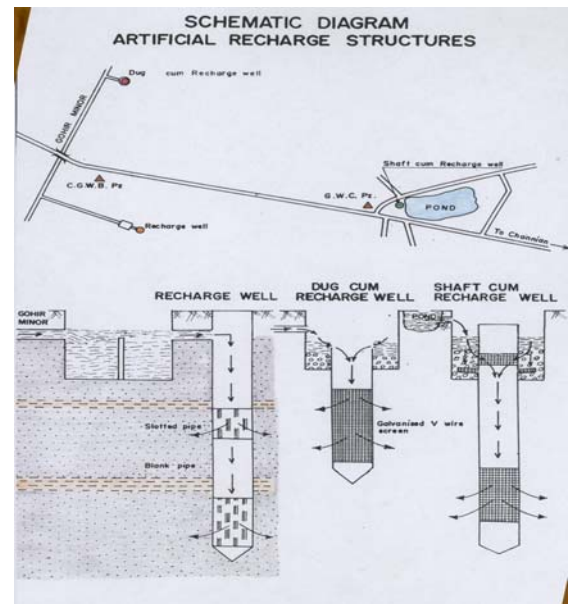 SCHEMATIC DIAGRAM
ARTIFICIAL RECHARGE STRUCTURES
Dug cum Recharge well
GOHIR MINOR
Shaft cum Recharge well
C.G.W.B. Pz
G.W.C. Pz.
POND
Recharge well
To Channian
RECHARGE WELL
DUG CUM
RECHARGE WELL
SHAFT CUM
RECHARGE WELL
GOHIR
MINOR
POND
Slotted pipe
Galvanised V wire
screen
Blank pipe